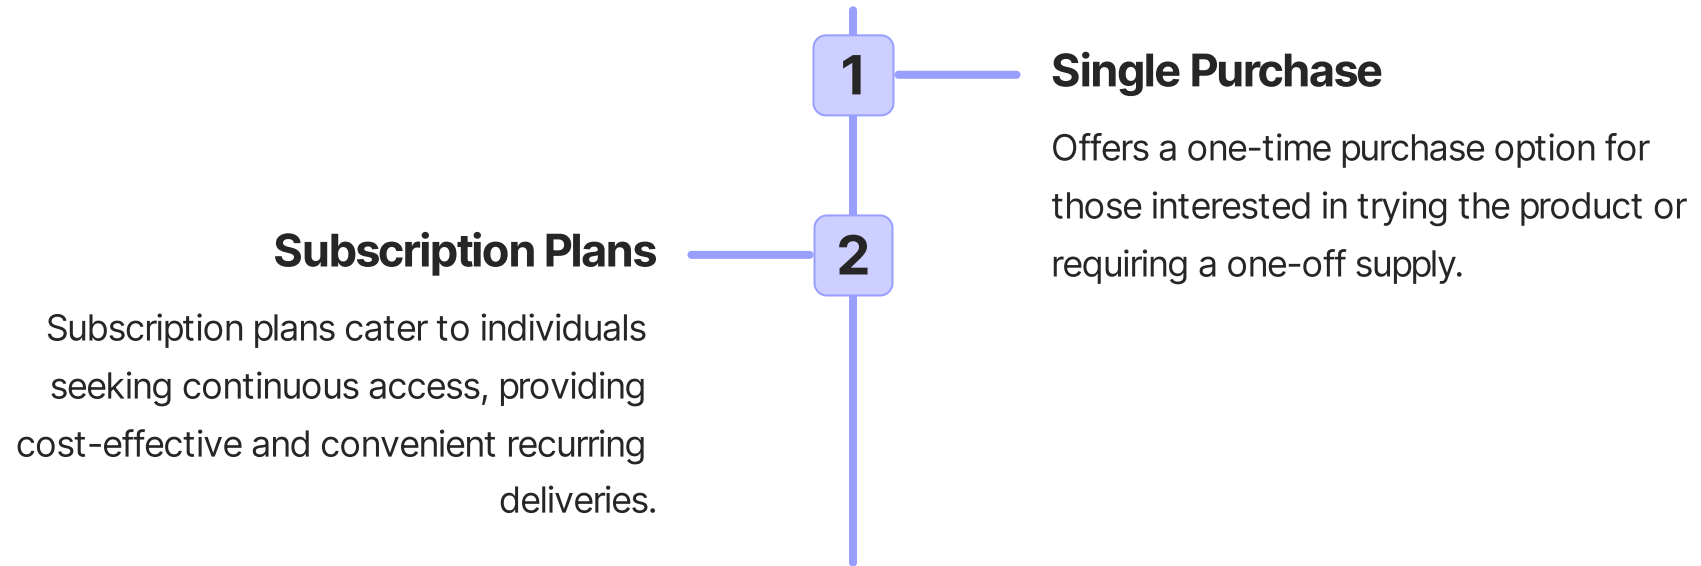 1
Single Purchase
Offers a one-time purchase option for
those interested in trying the product or
requiring a one-off supply.
2
Subscription Plans
Subscription plans cater to individuals
seeking continuous access, providing
cost-effective and convenient recurring
deliveries.